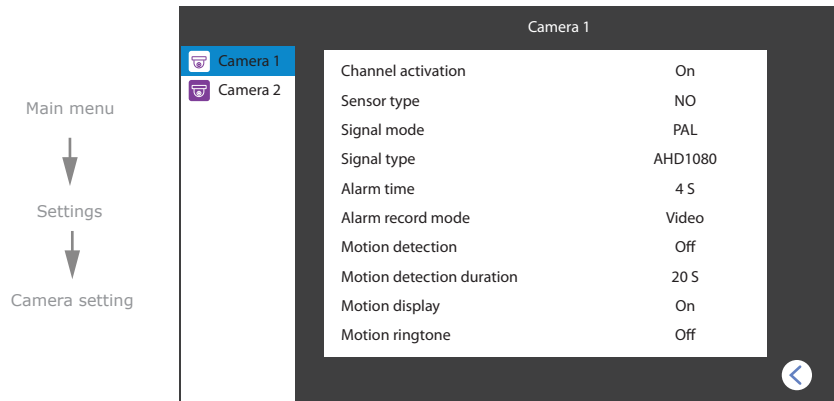 Main menu
Settings
Camera setting
Camera 1
Camera 1
Camera 2
Channel activation On
Sensor type NO
Signal mode PAL
Signal type AHD1080
Alarm time 4 S
Alarm record mode Video
Motion detection Off
Motion detection duration 20 S
Motion display On
Motion ringtone Off